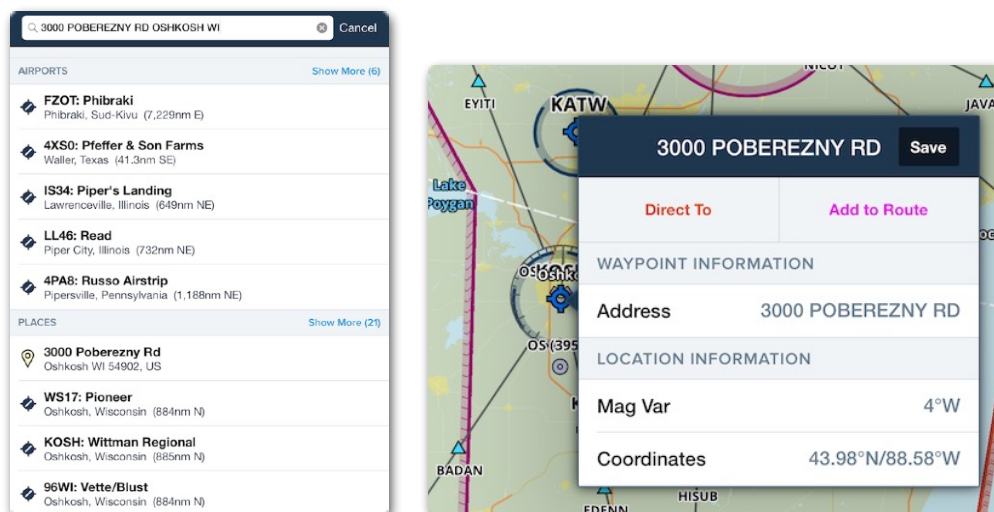 3000 POBEREZNY RD OSHKOSH WI
Cancel
AIRPORTS
Show More (6)
FZOT: Phibraki
Phibraki, Sud-Kivu (7,229nm E)
4XS0: Pfeffer & Son Farms
Waller, Texas (41.3nm SE)
IS34: Piper's Landing
Lawrenceville, Illinois (649nm NE)
LL46: Read
Piper City, Illinois (732nm NE)
4PA8: Russo Airstrip
Pipersville, Pennsylvania (1,188nm NE)
PLACES
Show More (21)
3000 Poberezny Rd
Oshkosh WI 54902, US
WS17: Pioneer
Oshkosh, Wisconsin (884nm N)
KOSH: Wittman Regional
Oshkosh, Wisconsin (885nm N)
96WI: Vette/Blust
Oshkosh, Wisconsin (884nm N)
EYITI
KATW
Lake
Poygan
OS (395
BADAN
EDENN
HISUB
3000 POBEREZNY RD
Save
Direct To
Add to Route
WAYPOINT INFORMATION
Address
3000 POBEREZNY RD
LOCATION INFORMATION
Mag Var
4°W
Coordinates
43.98°N/88.58°W